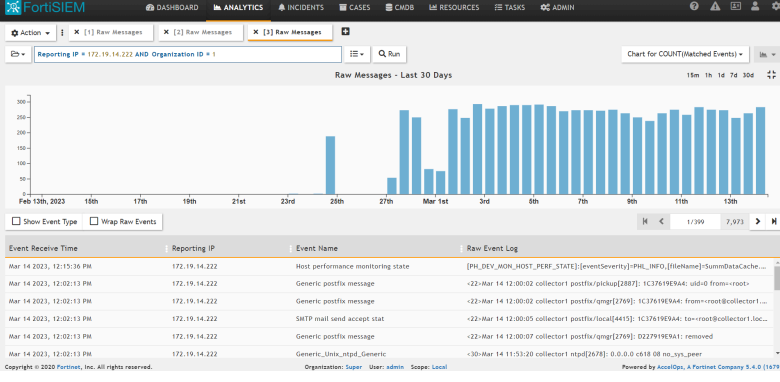 FortiSIEM DASHBOARD ANALYTICS INCIDENTS CASES CMDB RESOURCES TASKS ADMIN
Action [1] Raw Messages [2] Raw Messages [3] Raw Messages
Reporting IP = 172.19.14.222 AND Organization ID = 1 Run Chart for COUNT(Matched Events)
Raw Messages - Last 30 Days 15m 1h 1d 7d 30d
300
250
200
150
100
50
0
Feb 13th, 2023 15th 17th 19th 21st 23rd 25th 27th Mar 1st 3rd 5th 7th 9th 11th 13th
Show Event Type Wrap Raw Events 1/399 7,973
Event Receive Time Reporting IP Event Name Raw Event Log
Mar 14 2023, 12:15:36 PM 172.19.14.222 Host performance monitoring state [PH_DEV_MON_HOST_PERF_STATE]:[eventSeverity]=PHL_INFO,[fileName]=SummDataCache....
Mar 14 2023, 12:02:13 PM 172.19.14.222 Generic postfix message <22>Mar 14 12:00:02 collector1 postfix/pickup[2887]: 1C37619E9A4: uid=0 from=<root>
Mar 14 2023, 12:02:13 PM 172.19.14.222 Generic postfix message <22>Mar 14 12:00:02 collector1 postfix/qmgr[2769]: 1C37619E9A4: from=<root@collector1....
Mar 14 2023, 12:02:13 PM 172.19.14.222 SMTP mail send accept stat <22>Mar 14 12:00:05 collector1 postfix/local[4415]: 1C37619E9A4: to=<root@collector1.loc...
Mar 14 2023, 12:02:13 PM 172.19.14.222 Generic postfix message <22>Mar 14 12:00:07 collector1 postfix/qmgr[2769]: D227919E9A1: removed
Mar 14 2023, 12:02:13 PM 172.19.14.222 Generic_Unix_ntpd_Generic <30>Mar 14 11:53:20 collector1 ntpd[2678]: 0.0.0.0 c618 08 no_sys_peer
Copyright © 2020 Fortinet, Inc. All rights reserved. Organization: Super User: admin Scope: Local Powered by AccelOps, A Fortinet Company 5.4.0 (1679